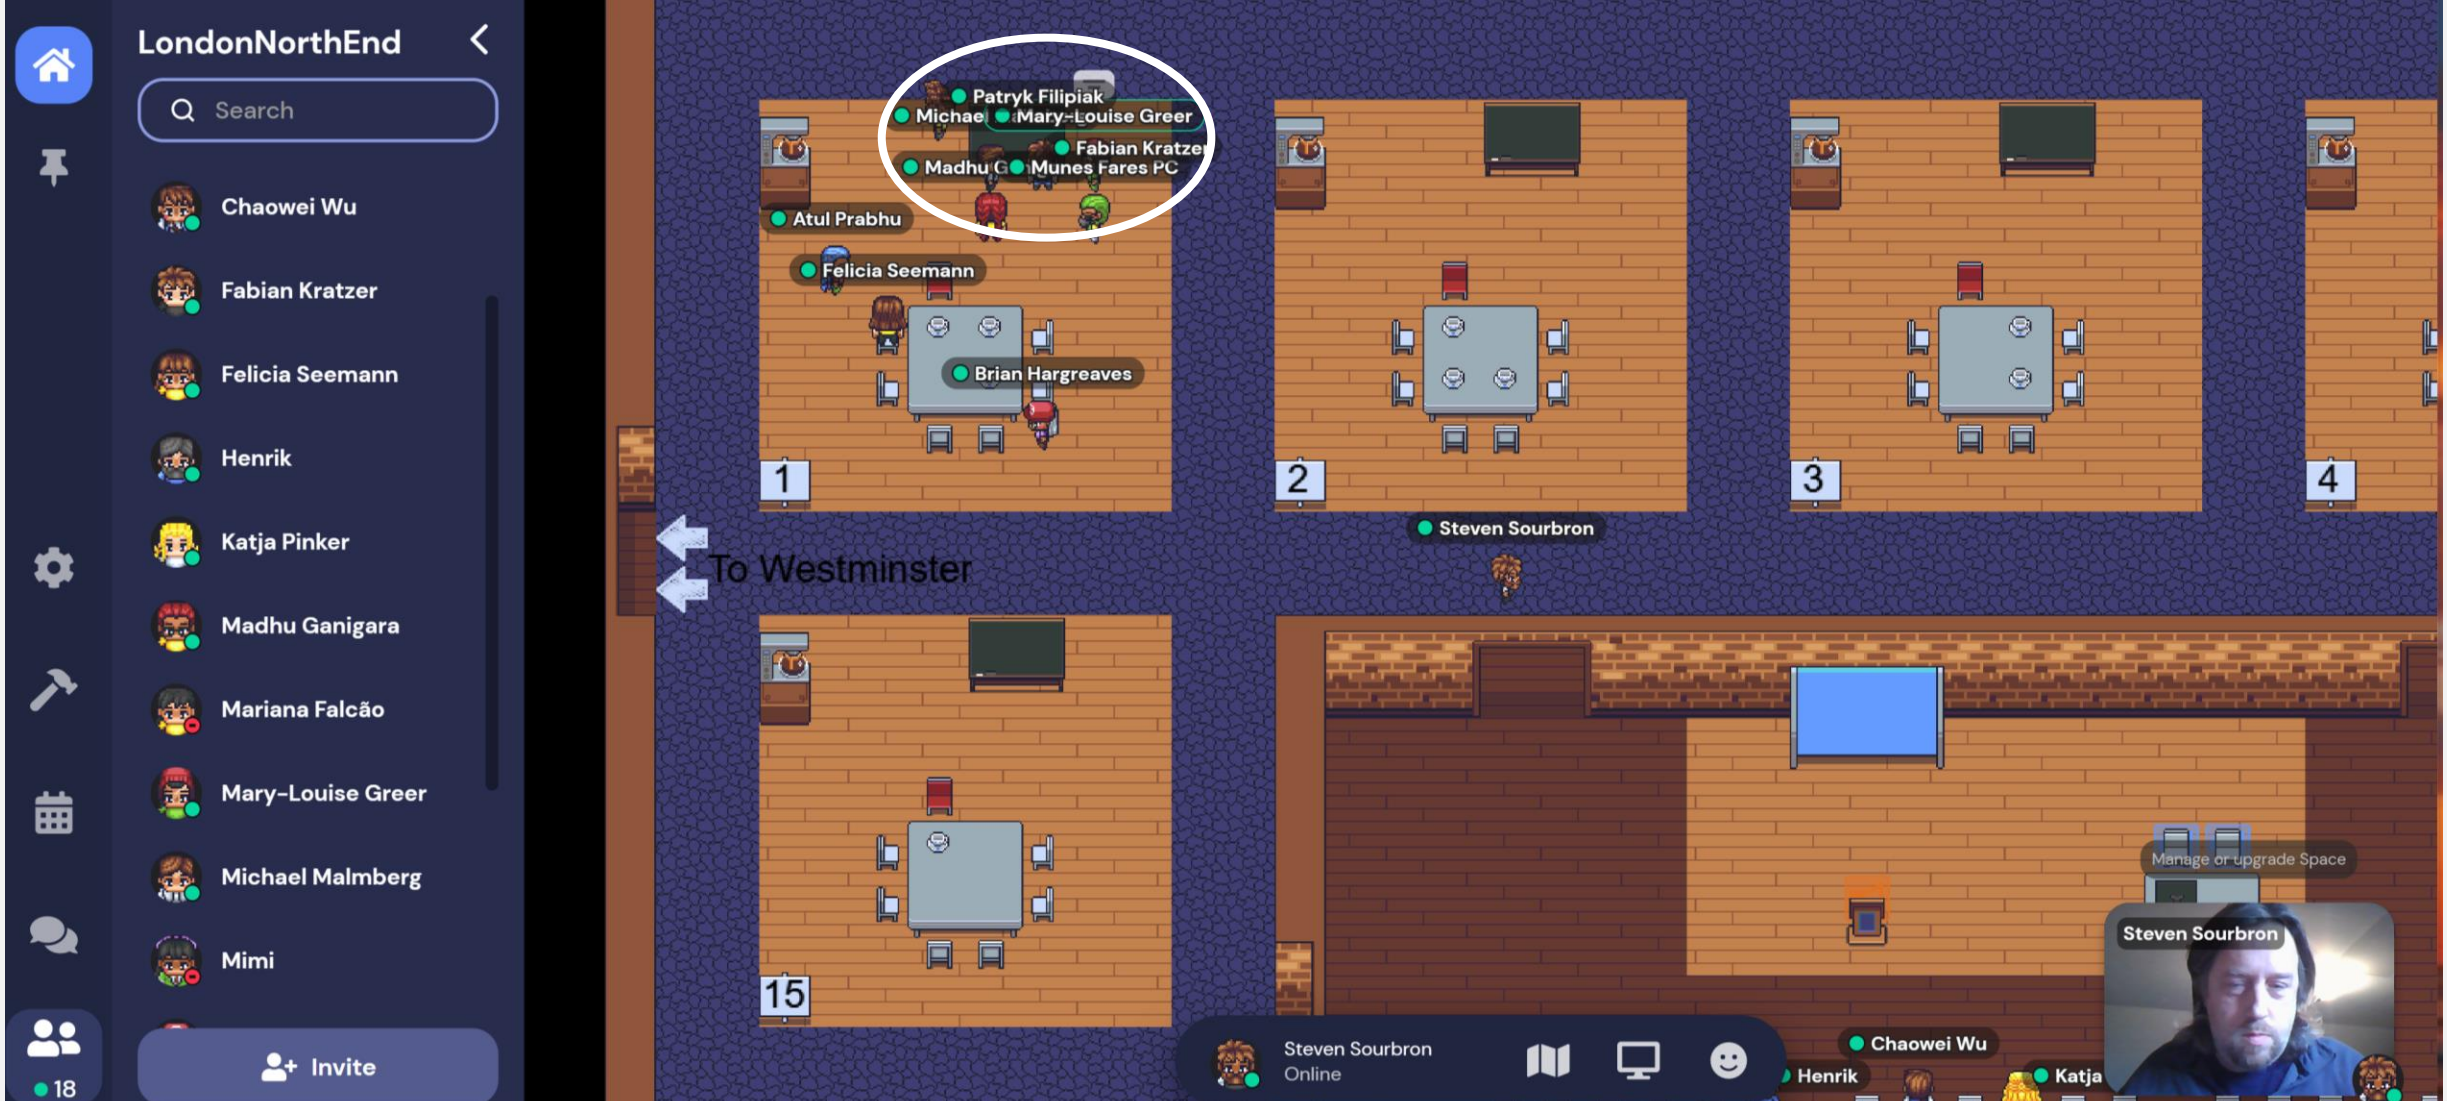 LondonNorthEnd
Search
Chaowei Wu
Fabian Kratzer
Felicia Seemann
Henrik
Katja Pinker
Madhu Ganigara
Mariana Falcão
Mary-Louise Greer
Michael Malmberg
Mimi
Invite
18
Patryk Filipiak
Michae Mary-Louise Greer
Fabian Kratzer
Madhu G Munes Fares PC
Atul Prabhu
Felicia Seemann
Brian Hargreaves
1
2
3
4
Steven Sourbron
To Westminster
15
Manage or upgrade Space
Steven Sourbron
Steven Sourbron
Online
Chaowei Wu
Henrik
Katja